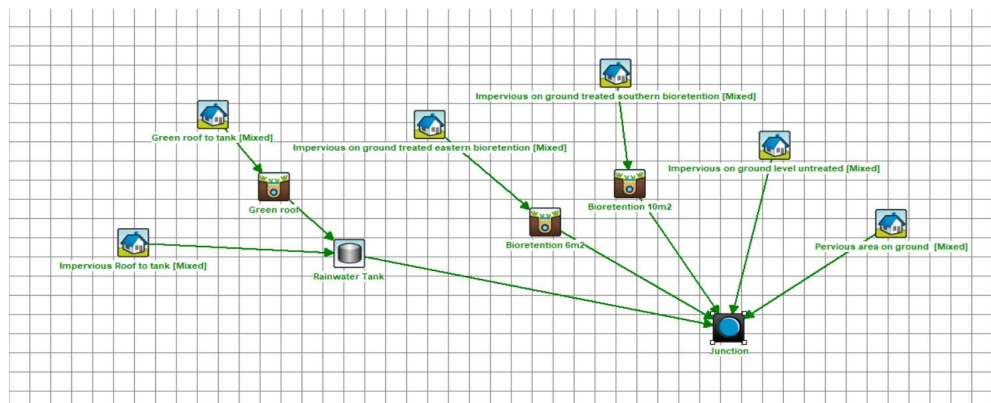 Impervious on ground treated southern bioretention [Mixed]
Green roof to tank [Mixed]
Impervious on ground treated eastern bioretention [Mixed]
Impervious on ground level untreated [Mixed]
Green roof
Bioretention 10m2
Bioretention 6m2
Pervious area on ground  [Mixed]
Impervious Roof to tank [Mixed]
Rainwater Tank
Junction